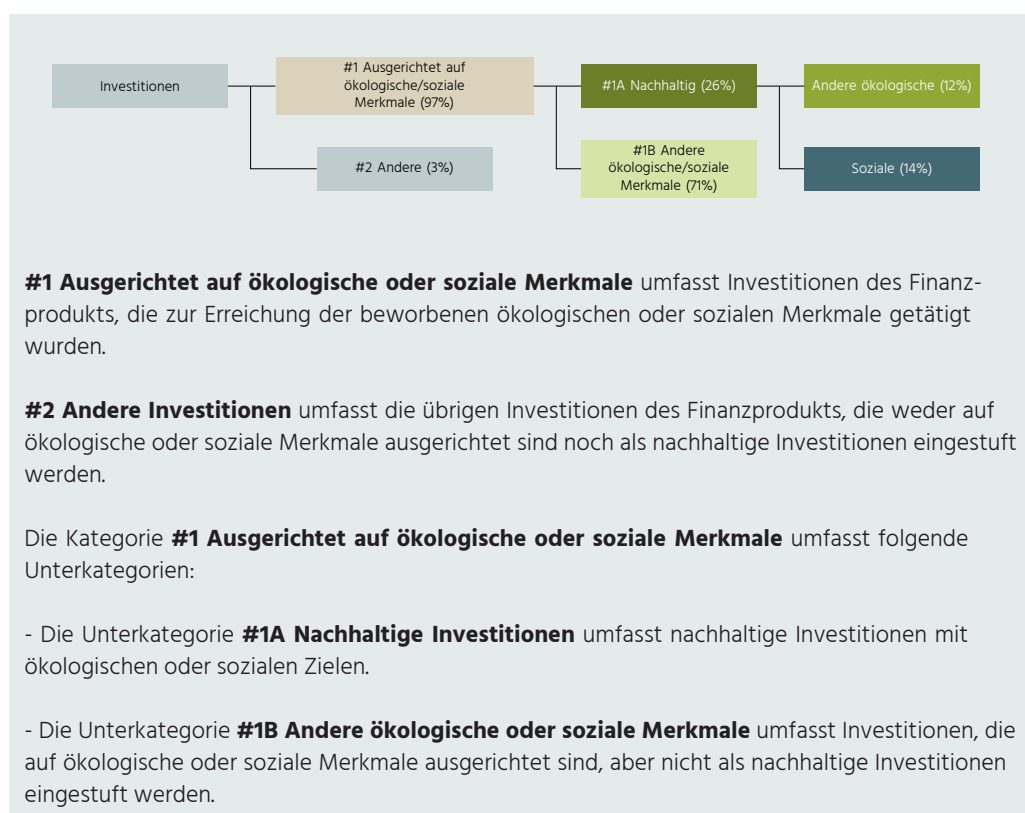 Investitionen
#1 Ausgerichtet auf
ökologische/soziale
Merkmale (97%)
#1A Nachhaltig (26%)
Andere ökologische (12%)
#2 Andere (3%)
#1B Andere
ökologische/soziale
Merkmale (71%)
Soziale (14%)
#1 Ausgerichtet auf ökologische oder soziale Merkmale umfasst Investitionen des Finanz-
produkts, die zur Erreichung der beworbenen ökologischen oder sozialen Merkmale getätigt
wurden.
#2 Andere Investitionen umfasst die übrigen Investitionen des Finanzprodukts, die weder auf
ökologische oder soziale Merkmale ausgerichtet sind noch als nachhaltige Investitionen eingestuft
werden.
Die Kategorie #1 Ausgerichtet auf ökologische oder soziale Merkmale umfasst folgende
Unterkategorien:
- Die Unterkategorie #1A Nachhaltige Investitionen umfasst nachhaltige Investitionen mit
ökologischen oder sozialen Zielen.
- Die Unterkategorie #1B Andere ökologische oder soziale Merkmale umfasst Investitionen, die
auf ökologische oder soziale Merkmale ausgerichtet sind, aber nicht als nachhaltige Investitionen
eingestuft werden.